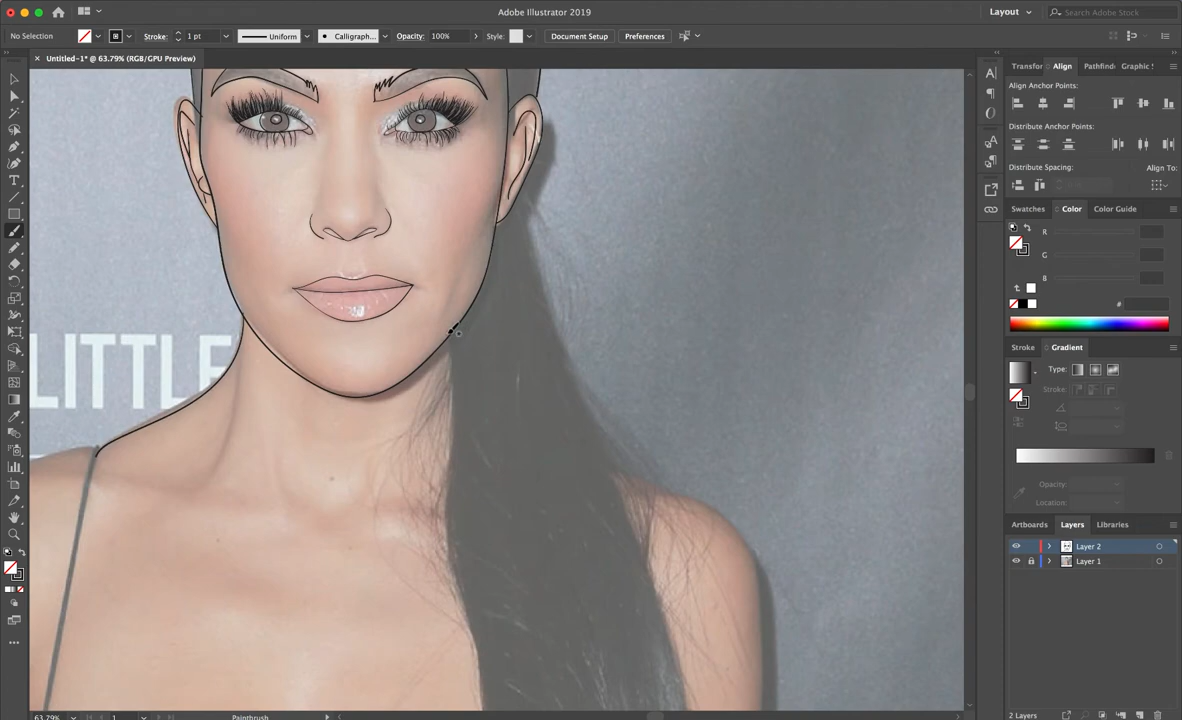 Adobe Illustrator 2019
Layout
Search Adobe Stock
No Selection
Stroke:
1 pt
Uniform
Calligraph...
Opacity:
100%
Style:
Document Setup
Preferences
Untitled-1* @ 63.79% (RGB/GPU Preview)
Transfor
Align
Pathfind
Graphic
Align Anchor Points:
Distribute Anchor Points:
Distribute Spacing:
Align To:
Swatches
Color
Color Guide
R
G
B
#
Stroke
Gradient
Type:
Stroke:
Opacity:
Location:
LITTLE
Artboards
Layers
Libraries
Layer 2
Layer 1
63.79%
1
Paintbrush
2 Layers